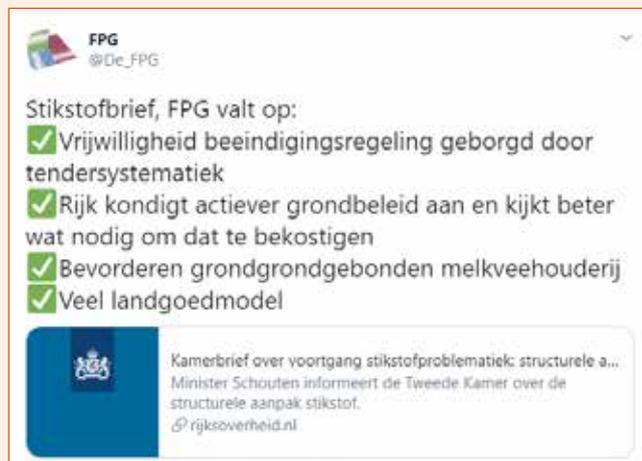 FPG
@De_FPG
Stikstofbrief, FPG valt op:
✅Vrijwilligheid beeindigingsregeling geborgd door
tendersystematiek
✅Rijk kondigt actiever grondbeleid aan en kijkt beter
wat nodig om dat te bekostigen
✅Bevorderen grondgrondgebonden melkveehouderij
✅Veel landgoedmodel
Kamerbrief over voortgang stikstofproblematiek: structurele a...
Minister Schouten informeert de Tweede Kamer over de
structurele aanpak stikstof.
rijksoverheid.nl